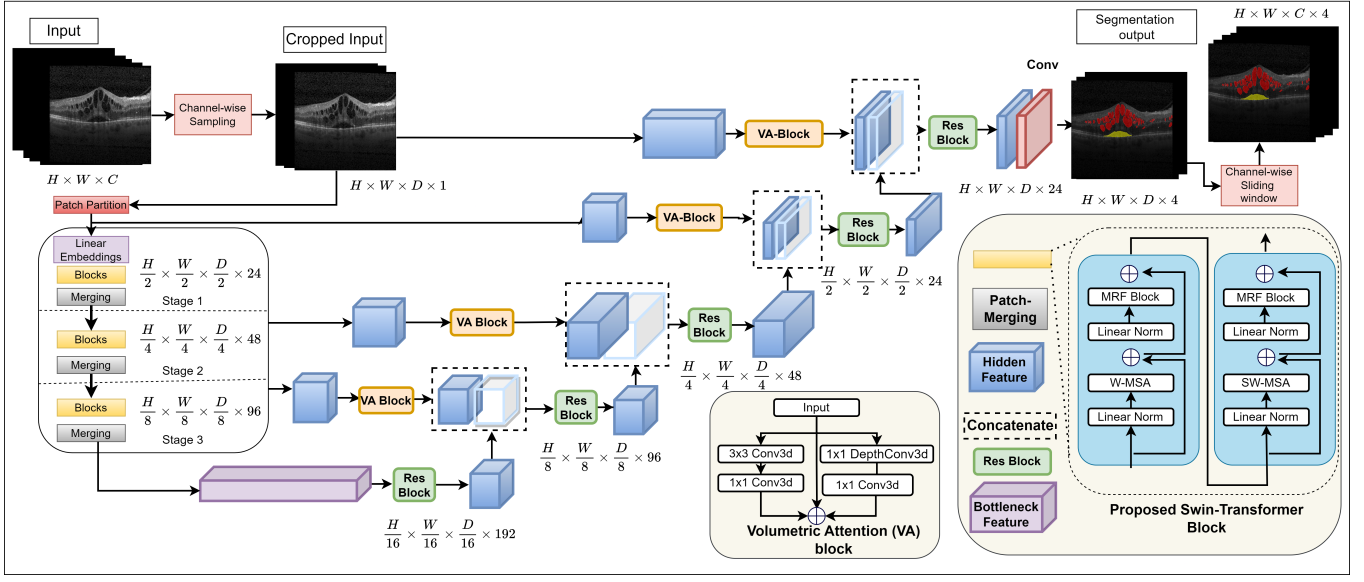 Input
Cropped Input
Channel-wise
Sampling
H × W × C
H × W × D × 1
VA-Block
Res
Block
Conv
H × W × D × 24
Segmentation
output
H × W × C × 4
H × W × D × 4
Channel-wise
Sliding
window
Patch Partition
Linear
Embeddings
Blocks
Merging
H/2 × W/2 × D/2 × 24
Stage 1
Blocks
Merging
H/4 × W/4 × D/4 × 48
Stage 2
Blocks
Merging
H/8 × W/8 × D/8 × 96
Stage 3
VA-Block
Res
Block
H/2 × W/2 × D/2 × 24
VA Block
Res
Block
H/4 × W/4 × D/4 × 48
VA Block
Res
Block
H/8 × W/8 × D/8 × 96
Res
Block
H/16 × W/16 × D/16 × 192
Input
3x3 Conv3d
1x1 Conv3d
1x1 DepthConv3d
1x1 Conv3d
Volumetric Attention (VA)
block
Patch-
Merging
Hidden
Feature
Concatenate
Res Block
Bottleneck
Feature
MRF Block
Linear Norm
W-MSA
Linear Norm
MRF Block
Linear Norm
SW-MSA
Linear Norm
Proposed Swin-Transformer
Block